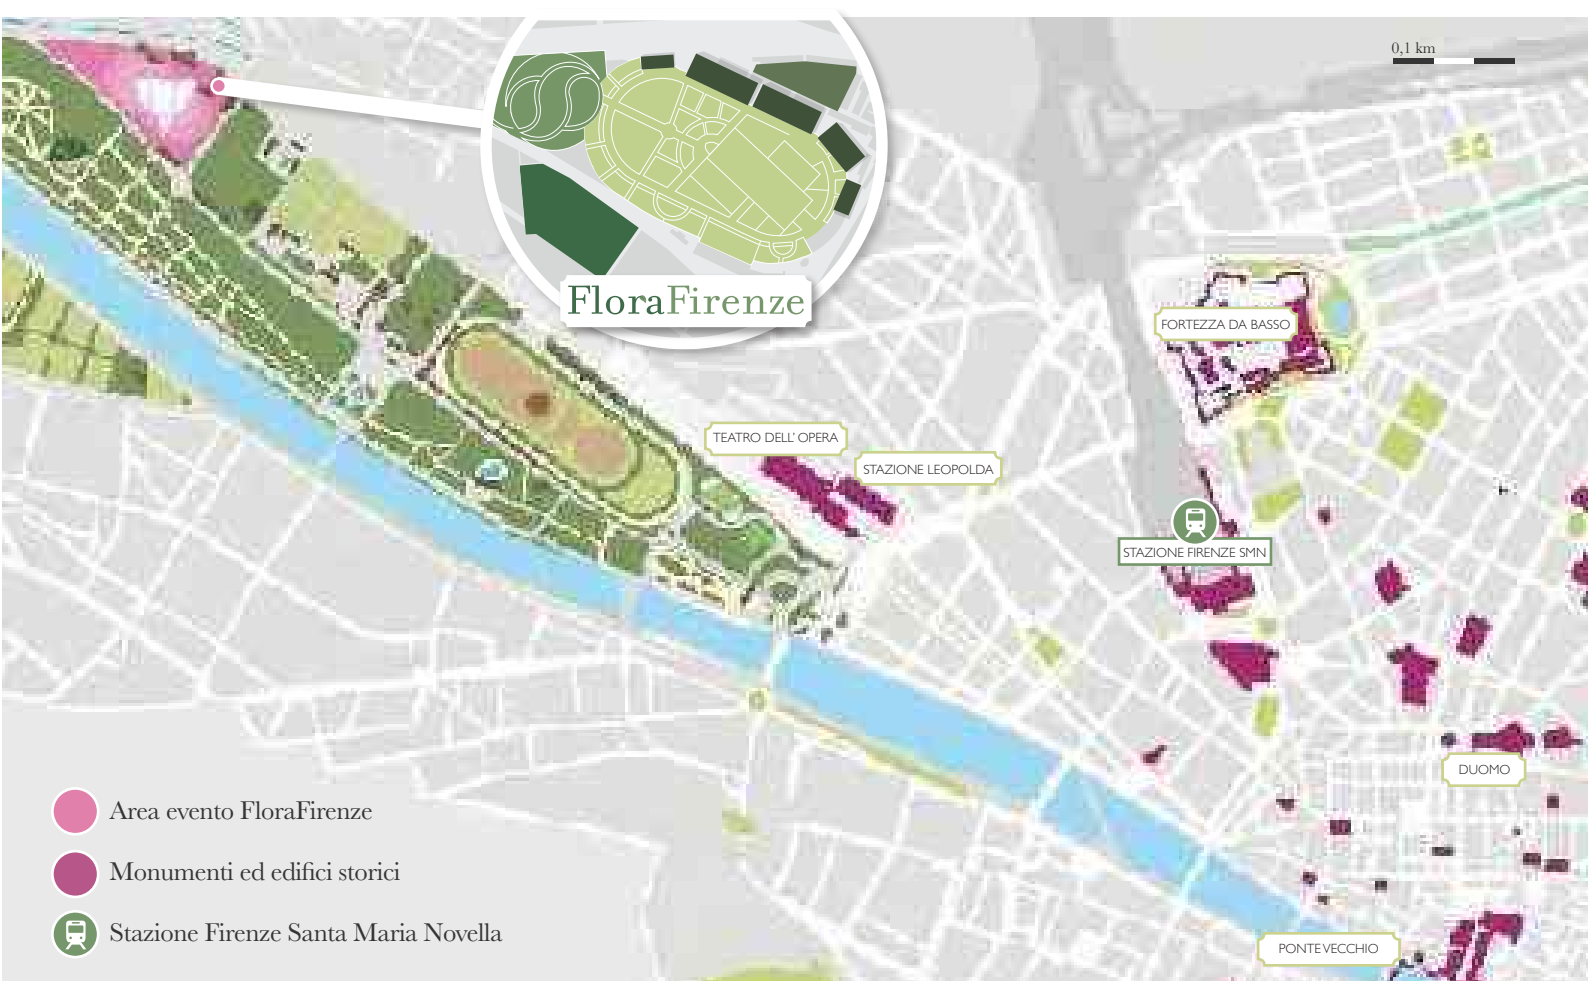 0,1 km
FloraFirenze
FORTEZZA DA BASSO
TEATRO DELL' OPERA
STAZIONE LEOPOLDA
STAZIONE FIRENZE SMN
DUOMO
Area evento FloraFirenze
Monumenti ed edifici storici
Stazione Firenze Santa Maria Novella
PONTE VECCHIO